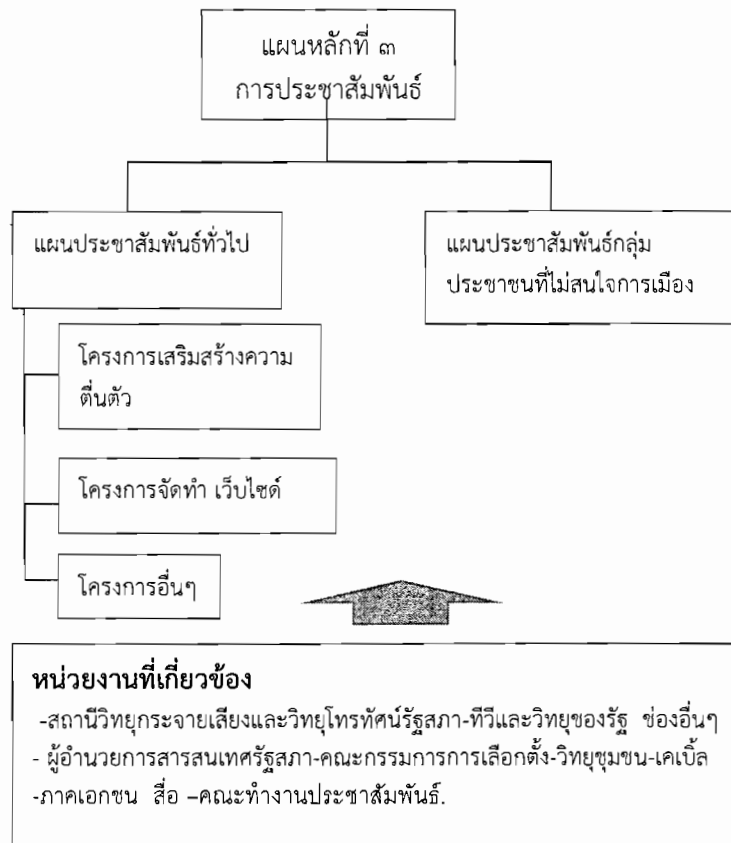 แผนหลักที่ ๓
การประชาสัมพันธ์
แผนประชาสัมพันธ์ทั่วไป
แผนประชาสัมพันธ์กลุ่ม
ประชาชนที่ไม่สนใจการเมือง
โครงการเสริมสร้างความ
ตื่นตัว
โครงการจัดทำ เว็บไซด์
โครงการอื่นๆ
หน่วยงานที่เกี่ยวข้อง
-สถานีวิทยุกระจายเสียงและวิทยุโทรทัศน์รัฐสภา-ทีวีและวิทยุของรัฐ ช่องอื่นๆ
- ผู้อำนวยการสารสนเทศรัฐสภา-คณะกรรมการการเลือกตั้ง-วิทยุชุมชน-เคเบิ้ล
-ภาคเอกชน สื่อ –คณะทำงานประชาสัมพันธ์.